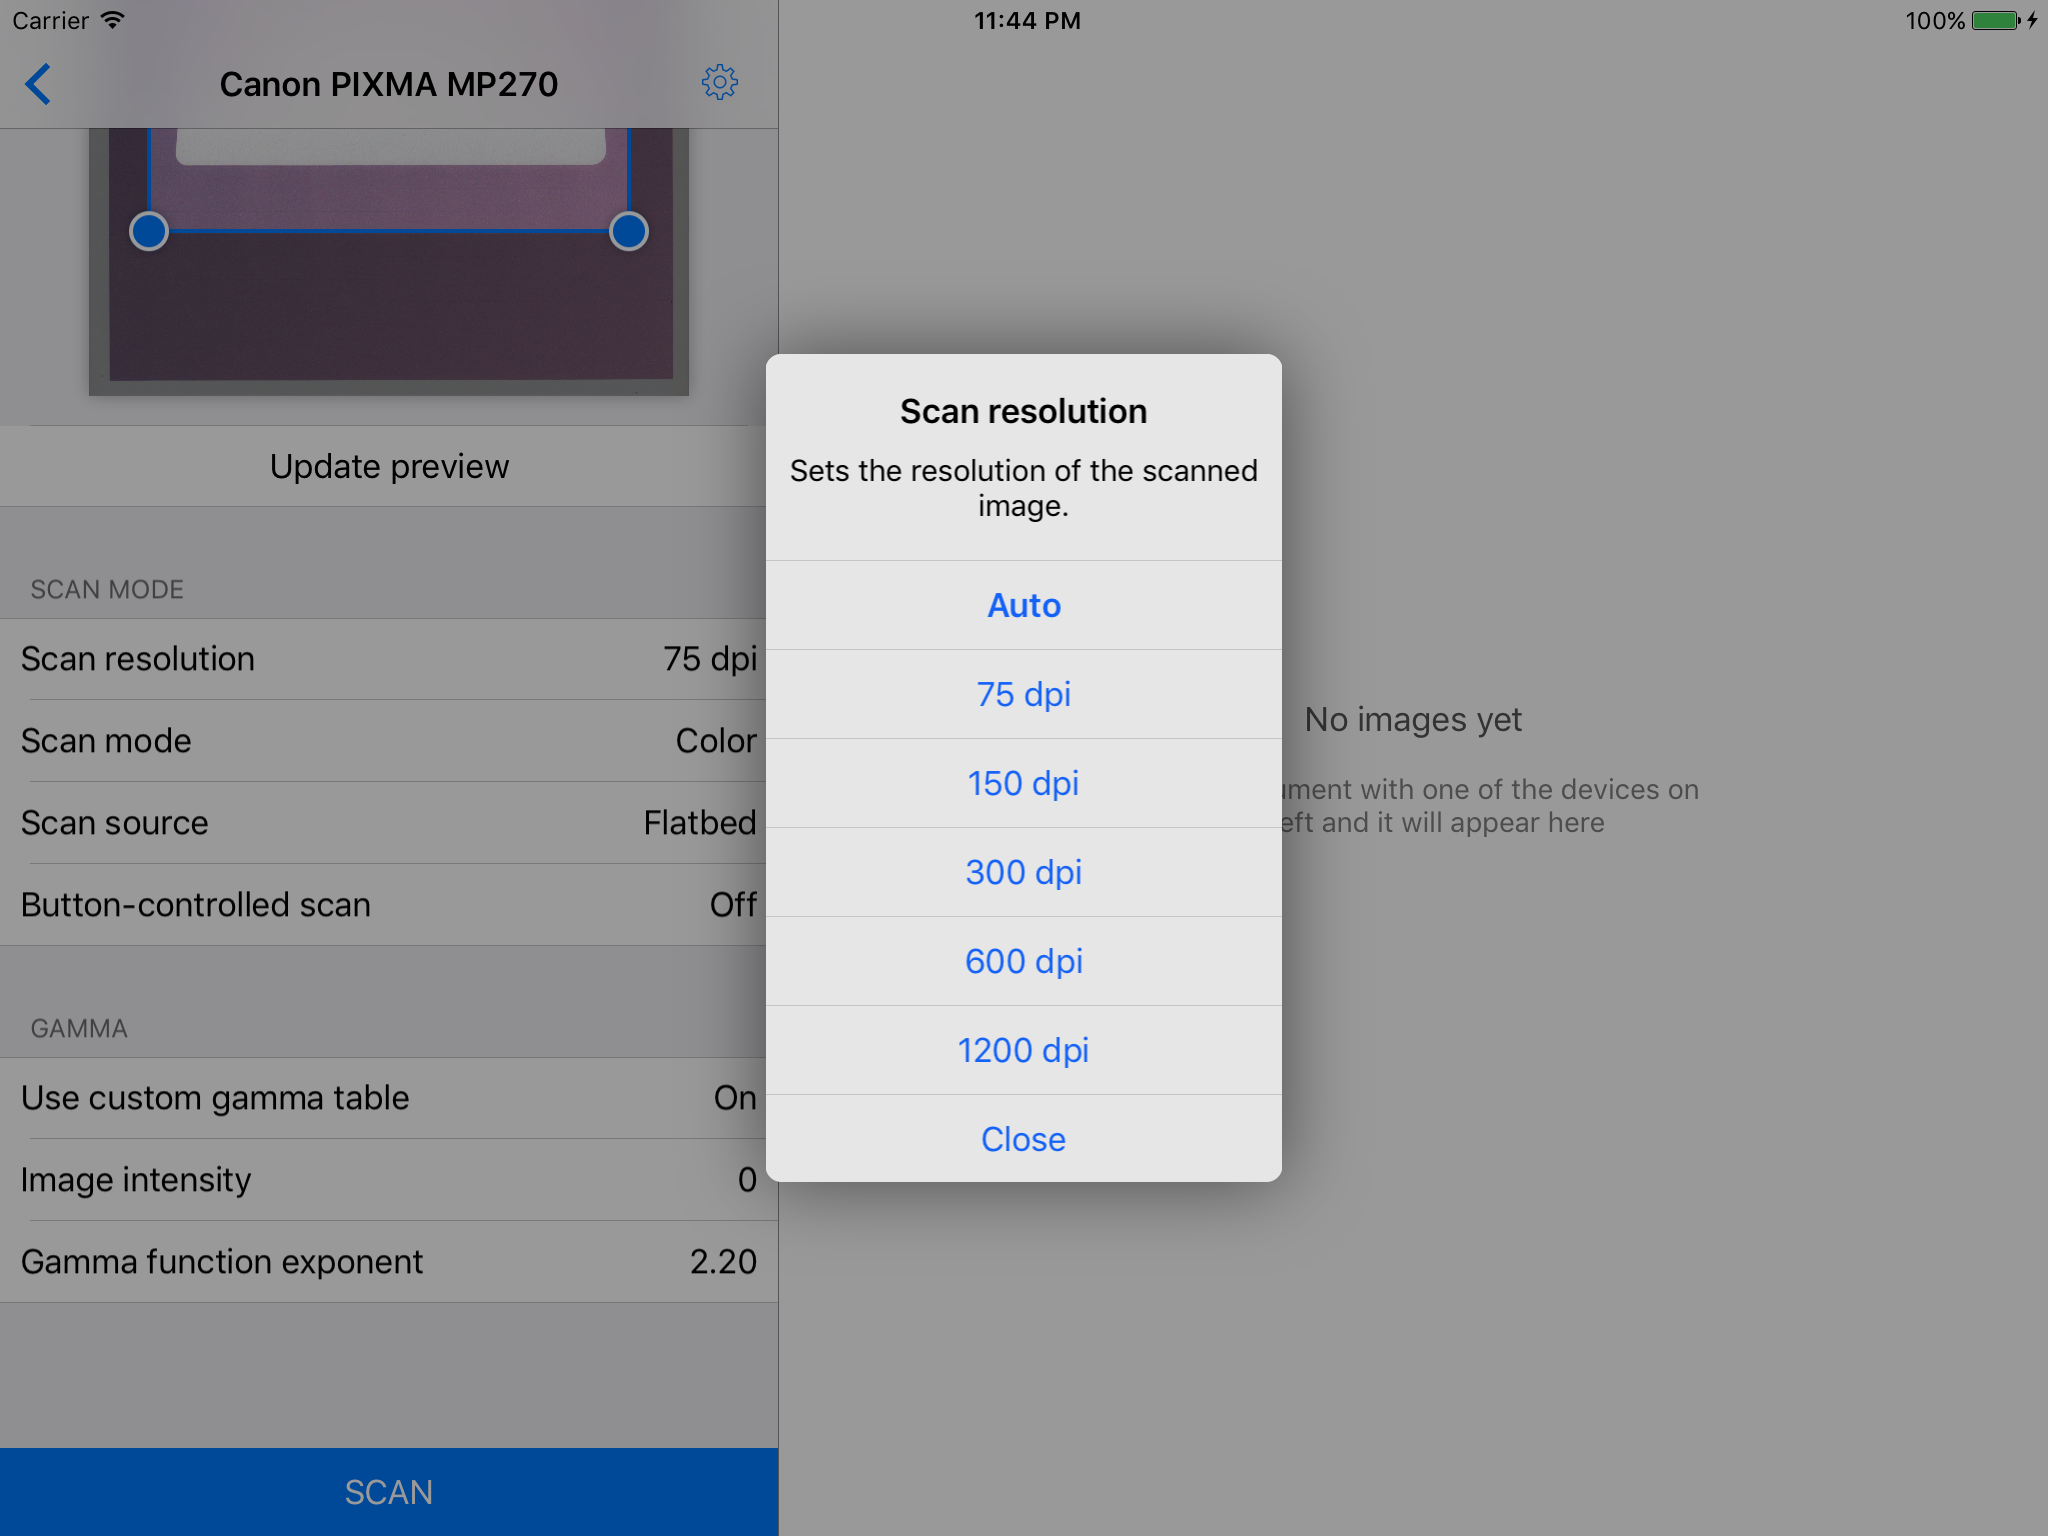 Carrier
11:44 PM
100%
Canon PIXMA MP270
Update preview
SCAN MODE
Scan resolution 75 dpi
Scan mode Color
Scan source Flatbed
Button-controlled scan Off
GAMMA
Use custom gamma table On
Image intensity 0
Gamma function exponent 2.20
SCAN
Scan resolution
Sets the resolution of the scanned
image.
Auto
75 dpi
150 dpi
300 dpi
600 dpi
1200 dpi
Close
No images yet
with one of the devices on
and it will appear here